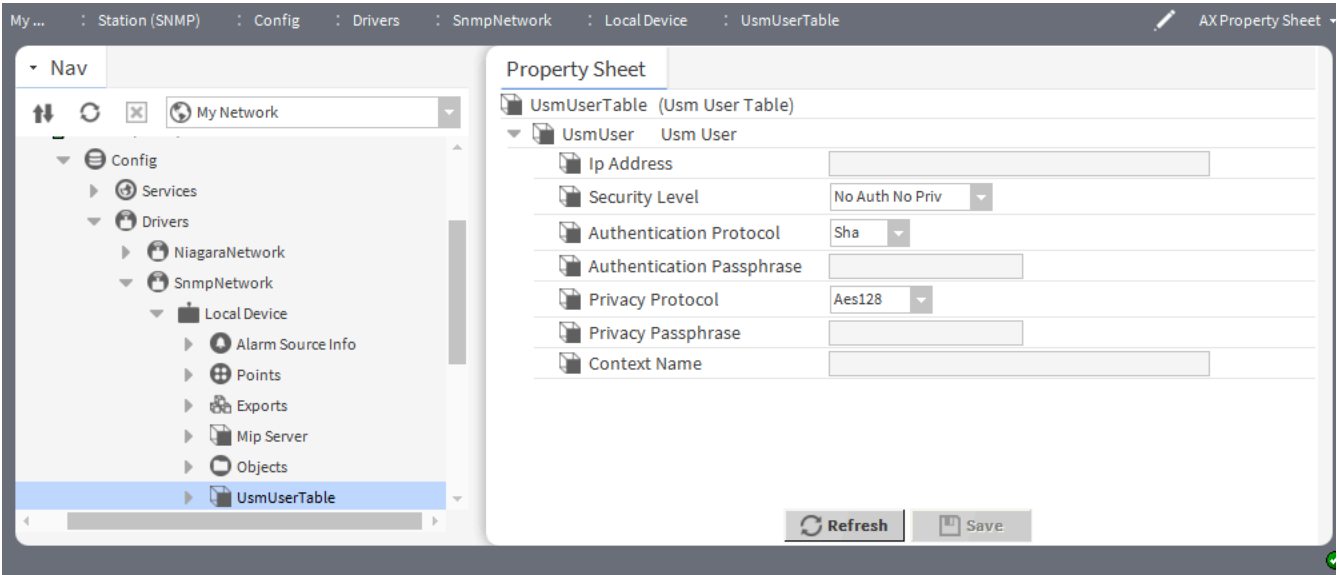 My ... : Station (SNMP) : Config : Drivers : SnmpNetwork : Local Device : UsmUserTable AX Property Sheet
Nav
My Network
Config
Services
Drivers
NiagaraNetwork
SnmpNetwork
Local Device
Alarm Source Info
Points
Exports
Mip Server
Objects
UsmUserTable
Property Sheet
UsmUserTable (Usm User Table)
UsmUser Usm User
Ip Address
Security Level No Auth No Priv
Authentication Protocol Sha
Authentication Passphrase
Privacy Protocol Aes128
Privacy Passphrase
Context Name
Refresh Save